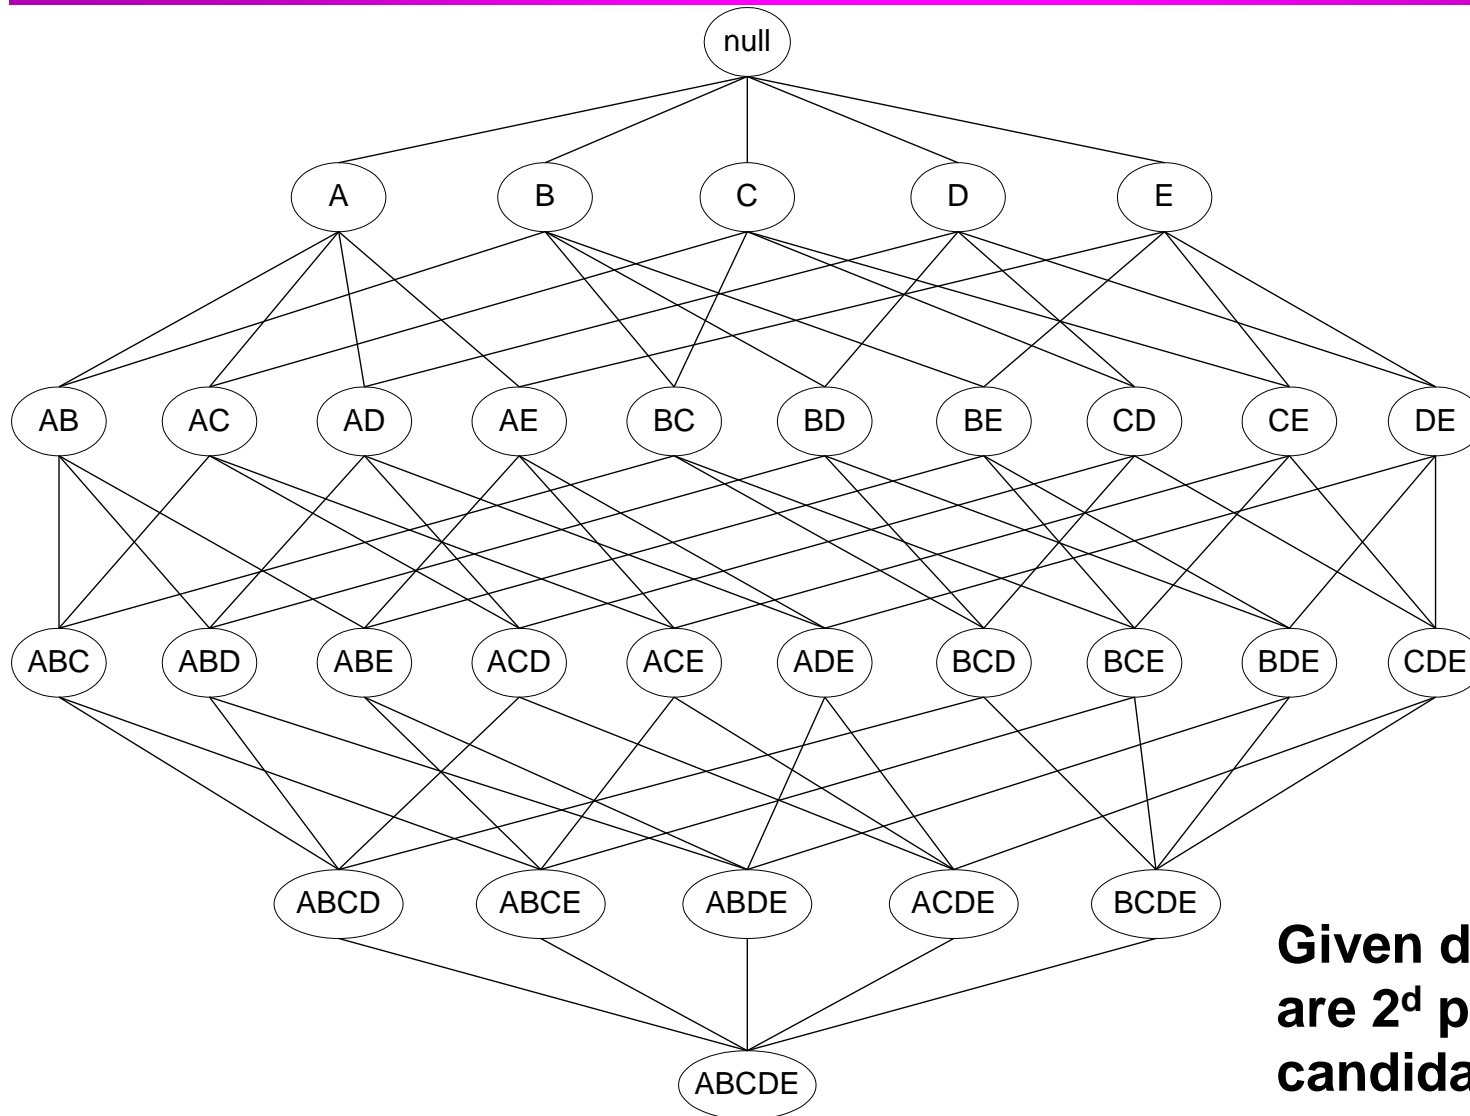 null
A B C D E
AB AC AD AE BC BD BE CD CE DE
ABC ABD ABE ACD ACE ADE BCD BCE BDE CDE
ABCD ABCE ABDE ACDE BCDE
ABCDE
Given
are 2ᵈ